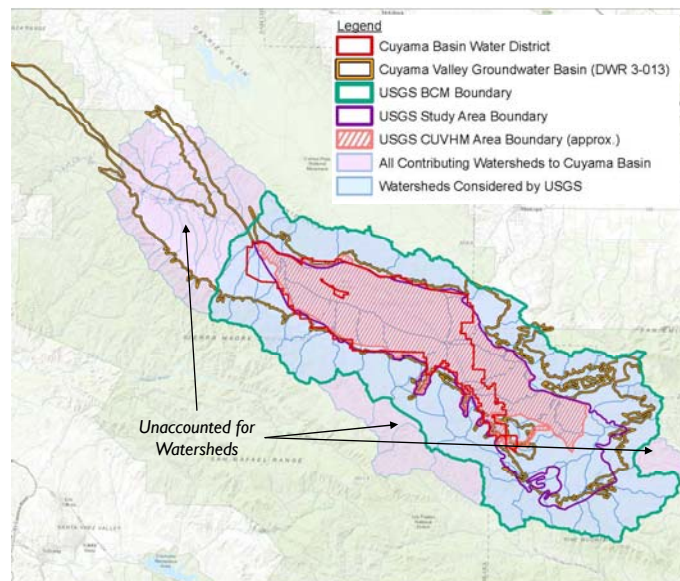 CARRIZO PLAIN
Legend
Cuyama Basin Water District
Cuyama Valley Groundwater Basin (DWR 3-013)
USGS BCM Boundary
USGS Study Area Boundary
USGS CUVHM Area Boundary (approx.)
All Contributing Watersheds to Cuyama Basin
Watersheds Considered by USGS
SIERRA MADRE
Unaccounted for
Watersheds
SAN RAFAEL RANGE
SANTA YNEZ VALLEY